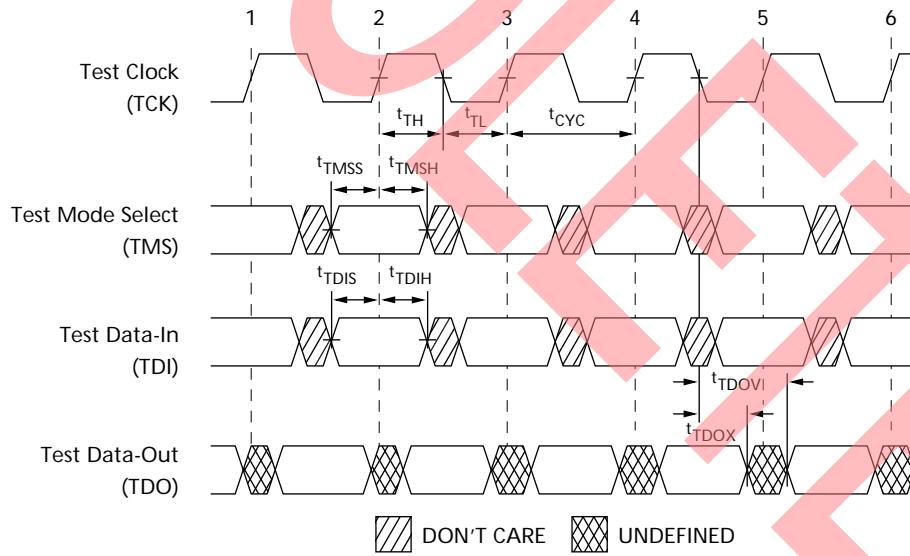 1 2 3 4 5 6
Test Clock
(TCK)
tTH tTL tCYC
tTMSS tTMSH
Test Mode Select
(TMS)
tTDIS tTDIH
Test Data-In
(TDI)
tTDOV
tTDOX
Test Data-Out
(TDO)
DON'T CARE UNDEFINED